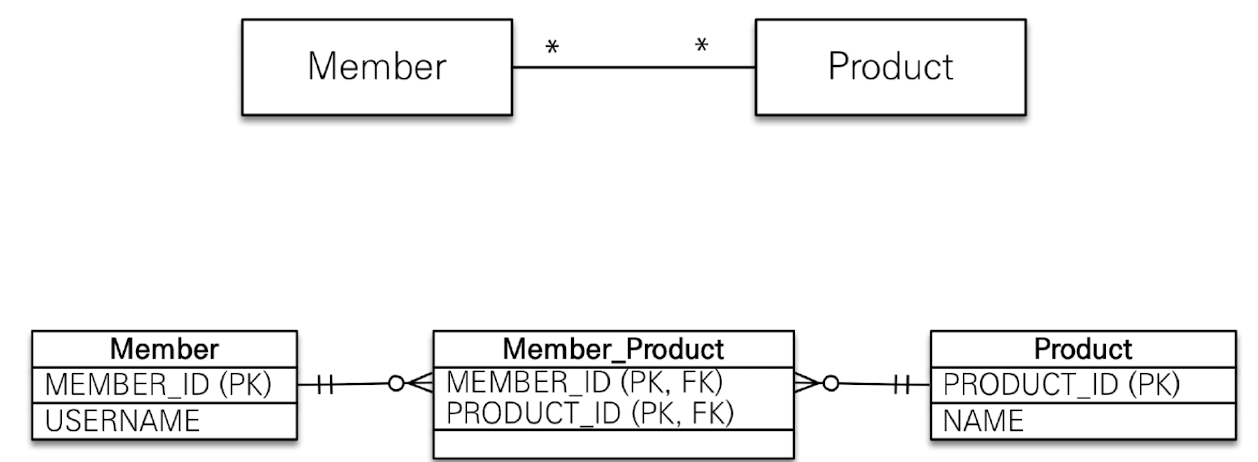 Member
*
*
Product
Member
MEMBER_ID (PK)
USERNAME
Member_Product
MEMBER_ID (PK, FK)
PRODUCT_ID (PK, FK)
Product
PRODUCT_ID (PK)
NAME